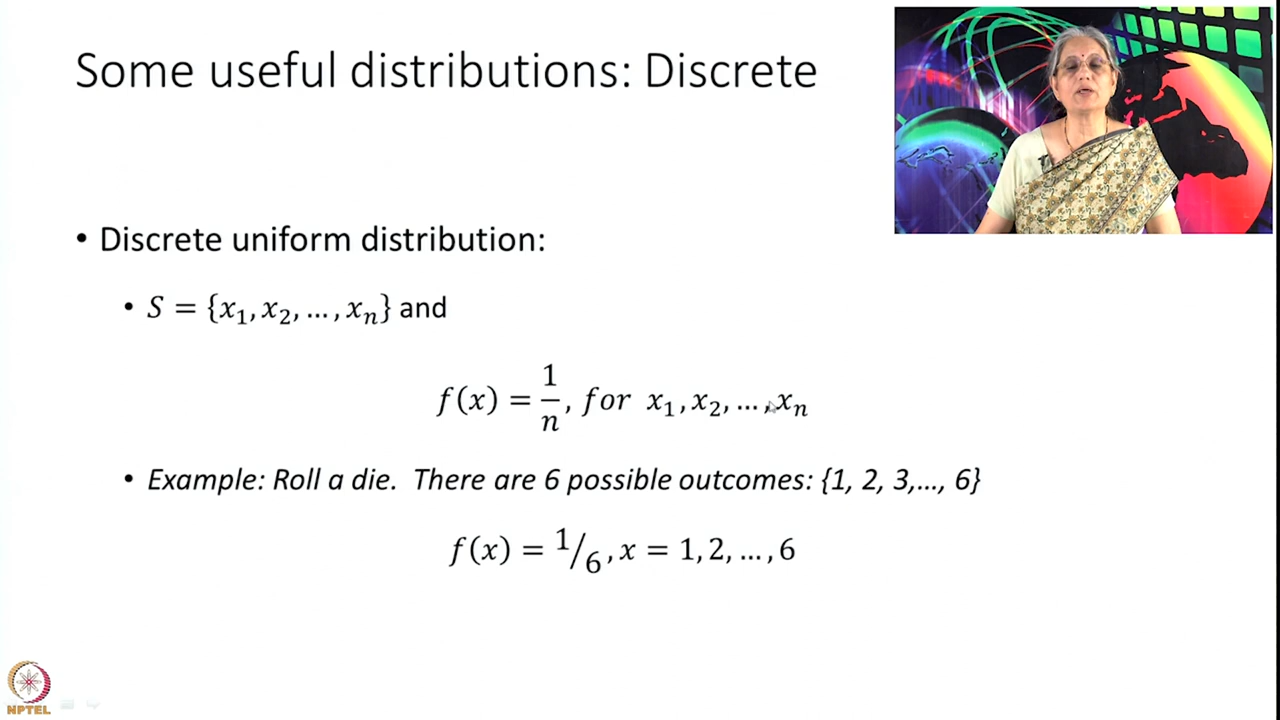 Some useful distributions: Discrete
• Discrete uniform distribution:
• S = {x₁, x₂, … , xₙ} and
f(x) = 1/n, for x₁, x₂, … , xₙ
• Example: Roll a die. There are 6 possible outcomes: {1, 2, 3,…, 6}
f(x) = 1/6, x = 1, 2, … , 6
NPTEL